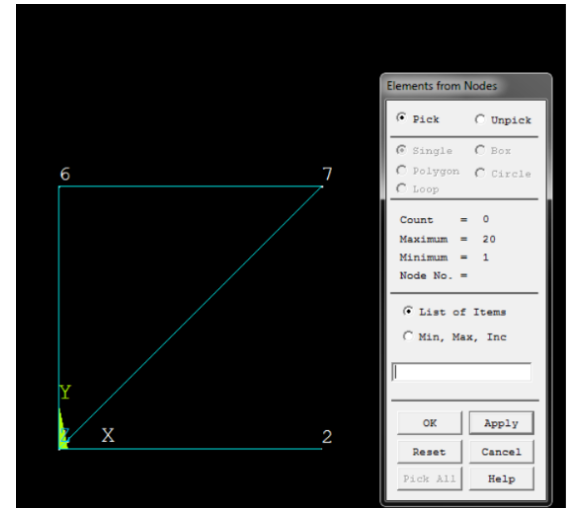 Elements from Nodes
Pick Unpick
Single Box
Polygon Circle
Loop
Count = 0
Maximum = 20
Minimum = 1
Node No. =
List of Items
Min, Max, Inc
OK Apply
Reset Cancel
Pick All Help
6 7
Y
X 2